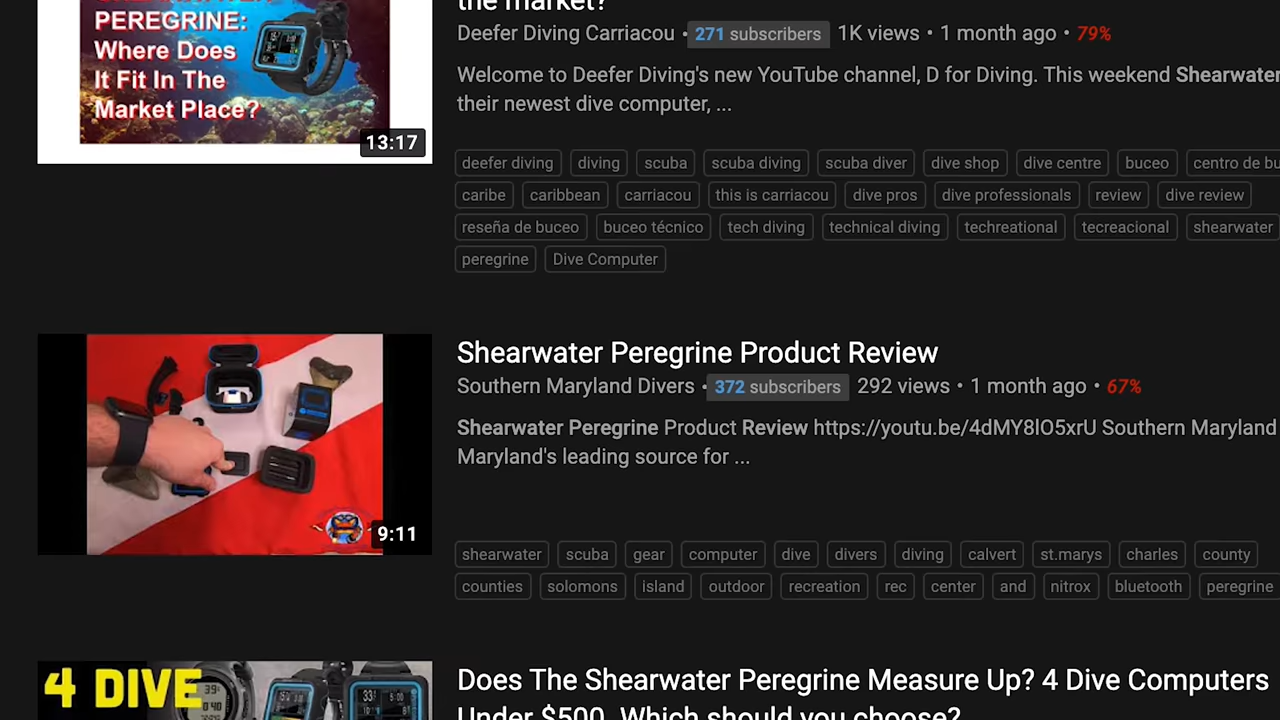 the market?
PEREGRINE:
Where Does
It Fit In The
Market Place?
13:17
Deefer Diving Carriacou • 271 subscribers 1K views • 1 month ago • 79%
Welcome to Deefer Diving's new YouTube channel, D for Diving. This weekend Shearwater
their newest dive computer, ...
deefer diving diving scuba scuba diving scuba diver dive shop dive centre buceo centro de bu
caribe caribbean carriacou this is carriacou dive pros dive professionals review dive review
reseña de buceo buceo técnico tech diving technical diving techreational tecreacional shearwater
peregrine Dive Computer
9:11
Shearwater Peregrine Product Review
Southern Maryland Divers • 372 subscribers 292 views • 1 month ago • 67%
Shearwater Peregrine Product Review https://youtu.be/4dMY8lO5xrU Southern Maryland
Maryland's leading source for ...
shearwater scuba gear computer dive divers diving calvert st.marys charles county
counties solomons island outdoor recreation rec center and nitrox bluetooth peregrine
4 DIVE
Does The Shearwater Peregrine Measure Up? 4 Dive Computers
Under $500. Which should you choose?